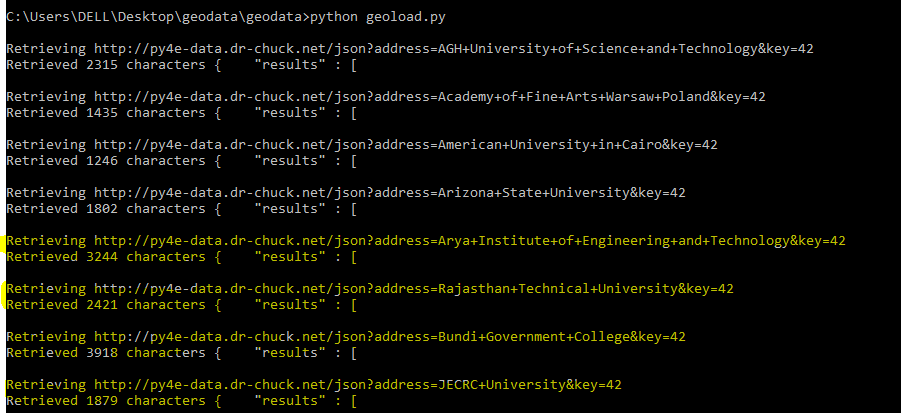 C:\Users\DELL\Desktop\geodata\geodata>python geoload.py
Retrieving http://py4e-data.dr-chuck.net/json?address=AGH+University+of+Science+and+Technology&key=42
Retrieved 2315 characters {    "results" : [
Retrieving http://py4e-data.dr-chuck.net/json?address=Academy+of+Fine+Arts+Warsaw+Poland&key=42
Retrieved 1435 characters {    "results" : [
Retrieving http://py4e-data.dr-chuck.net/json?address=American+University+in+Cairo&key=42
Retrieved 1246 characters {    "results" : [
Retrieving http://py4e-data.dr-chuck.net/json?address=Arizona+State+University&key=42
Retrieved 1802 characters {    "results" : [
Retrieving http://py4e-data.dr-chuck.net/json?address=Arya+Institute+of+Engineering+and+Technology&key=42
Retrieved 3244 characters {    "results" : [
Retrieving http://py4e-data.dr-chuck.net/json?address=Rajasthan+Technical+University&key=42
Retrieved 2421 characters {    "results" : [
Retrieving http://py4e-data.dr-chuck.net/json?address=Bundi+Government+College&key=42
Retrieved 3918 characters {    "results" : [
Retrieving http://py4e-data.dr-chuck.net/json?address=JECRC+University&key=42
Retrieved 1879 characters {    "results" : [